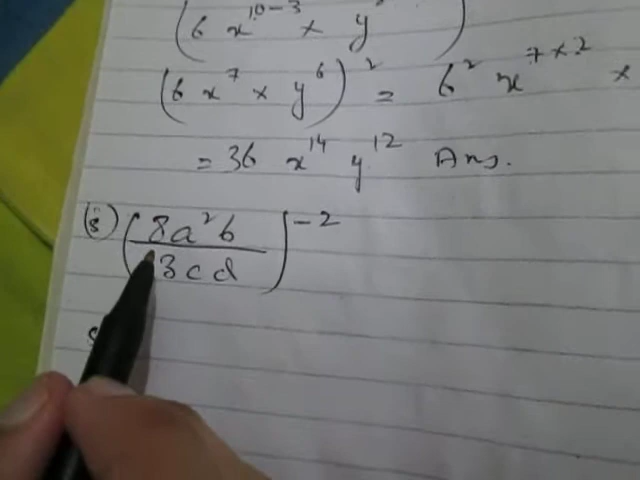 (6 x^10-3 × y
(6 x^7 × y^6)^2 = 6^2 x^7×2 ×
= 36 x^14 y^12 Ans.
(8) (8a^2b / 3cd)^-2